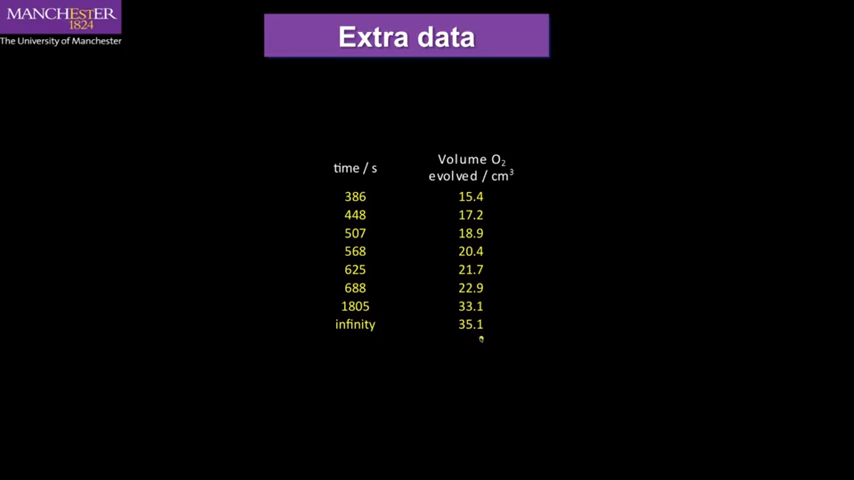 MANCHESTER
1824
The University of Manchester
Extra data
time / s
Volume O₂
evolved / cm³
386 15.4
448 17.2
507 18.9
568 20.4
625 21.7
688 22.9
1805 33.1
infinity 35.1